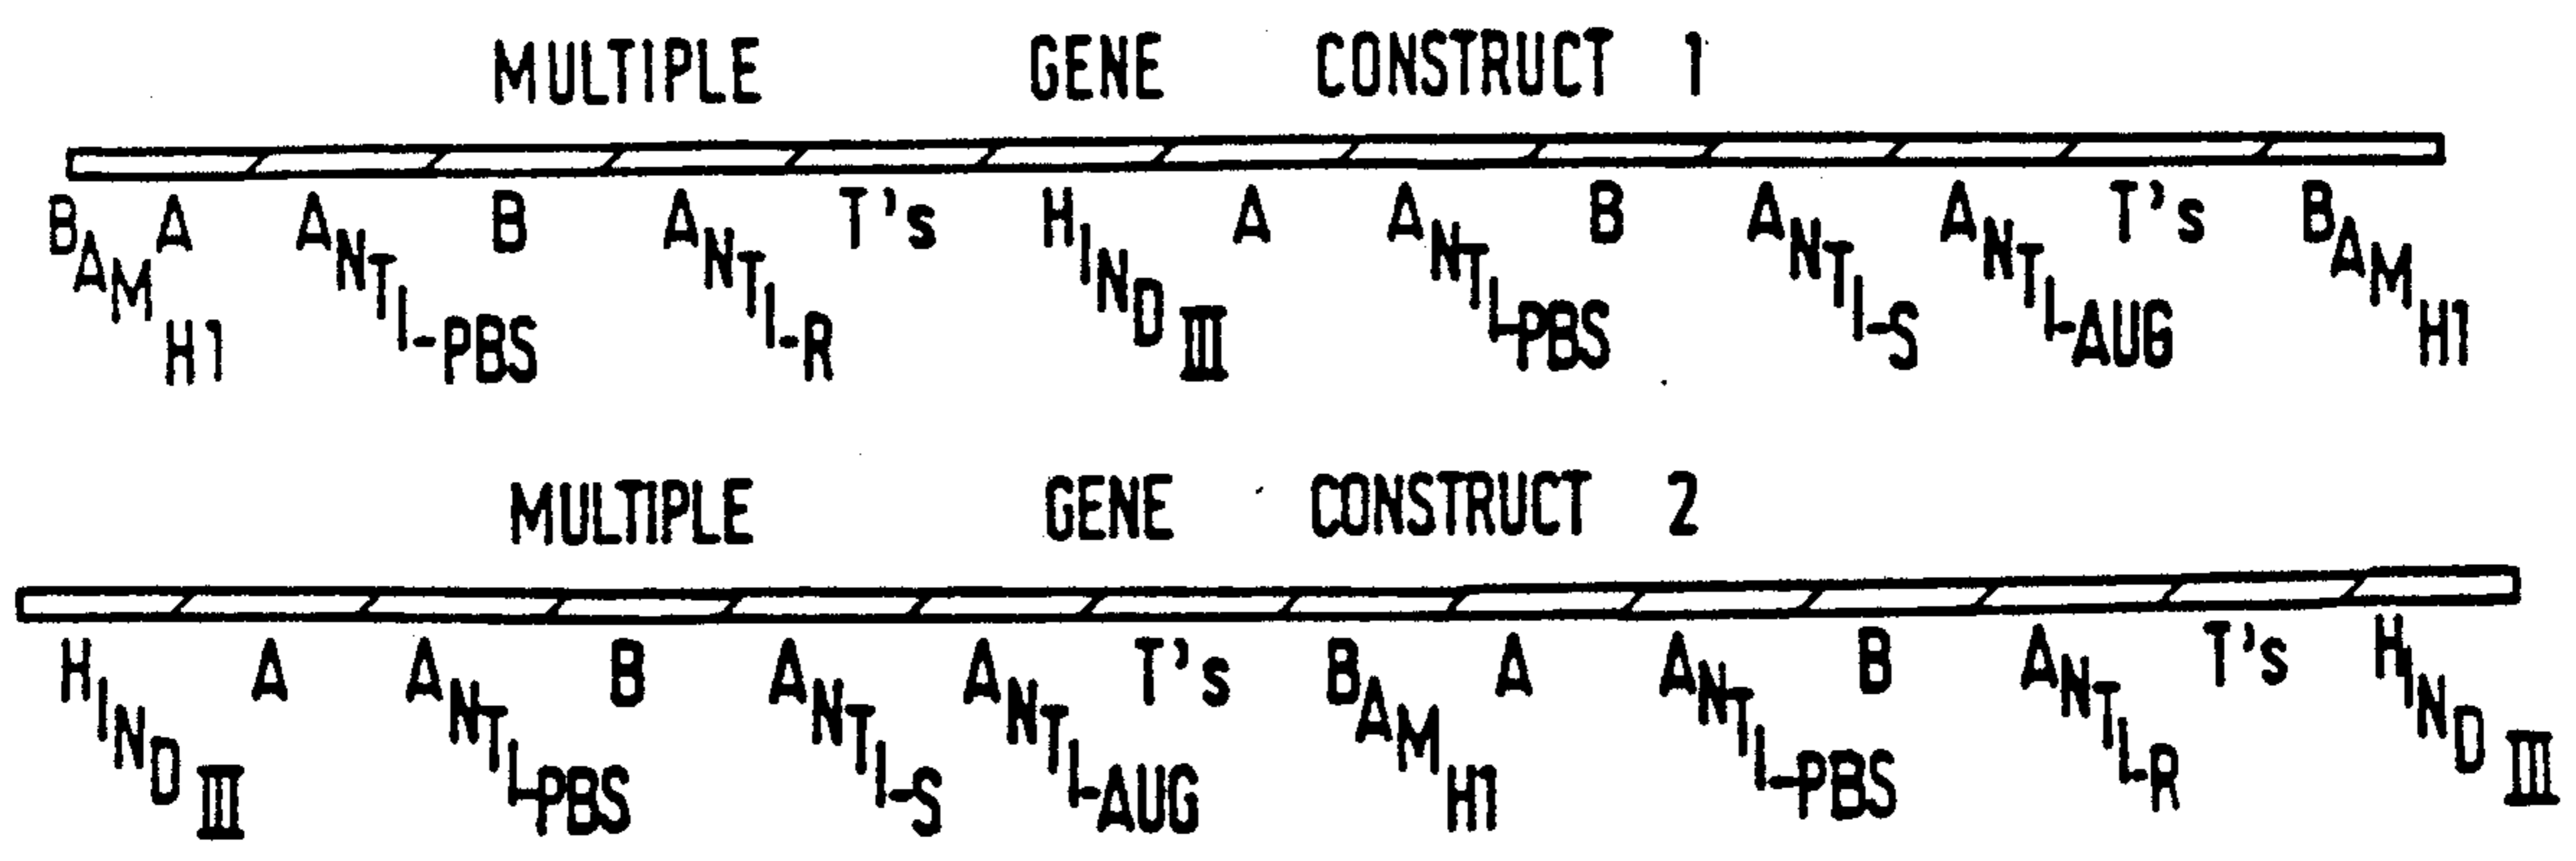 MULTIPLE GENE CONSTRUCT 1
BAMH1 A ANTI-PBS B ANTI-R T's HINDIII A ANTI-PBS B ANTI-S ANTI-AUG T's BAMH1
MULTIPLE GENE CONSTRUCT 2
HINDIII A ANTI-PBS B ANTI-S ANTI-AUG T's BAMH1 A ANTI-PBS B ANTI-R T's HINDIII